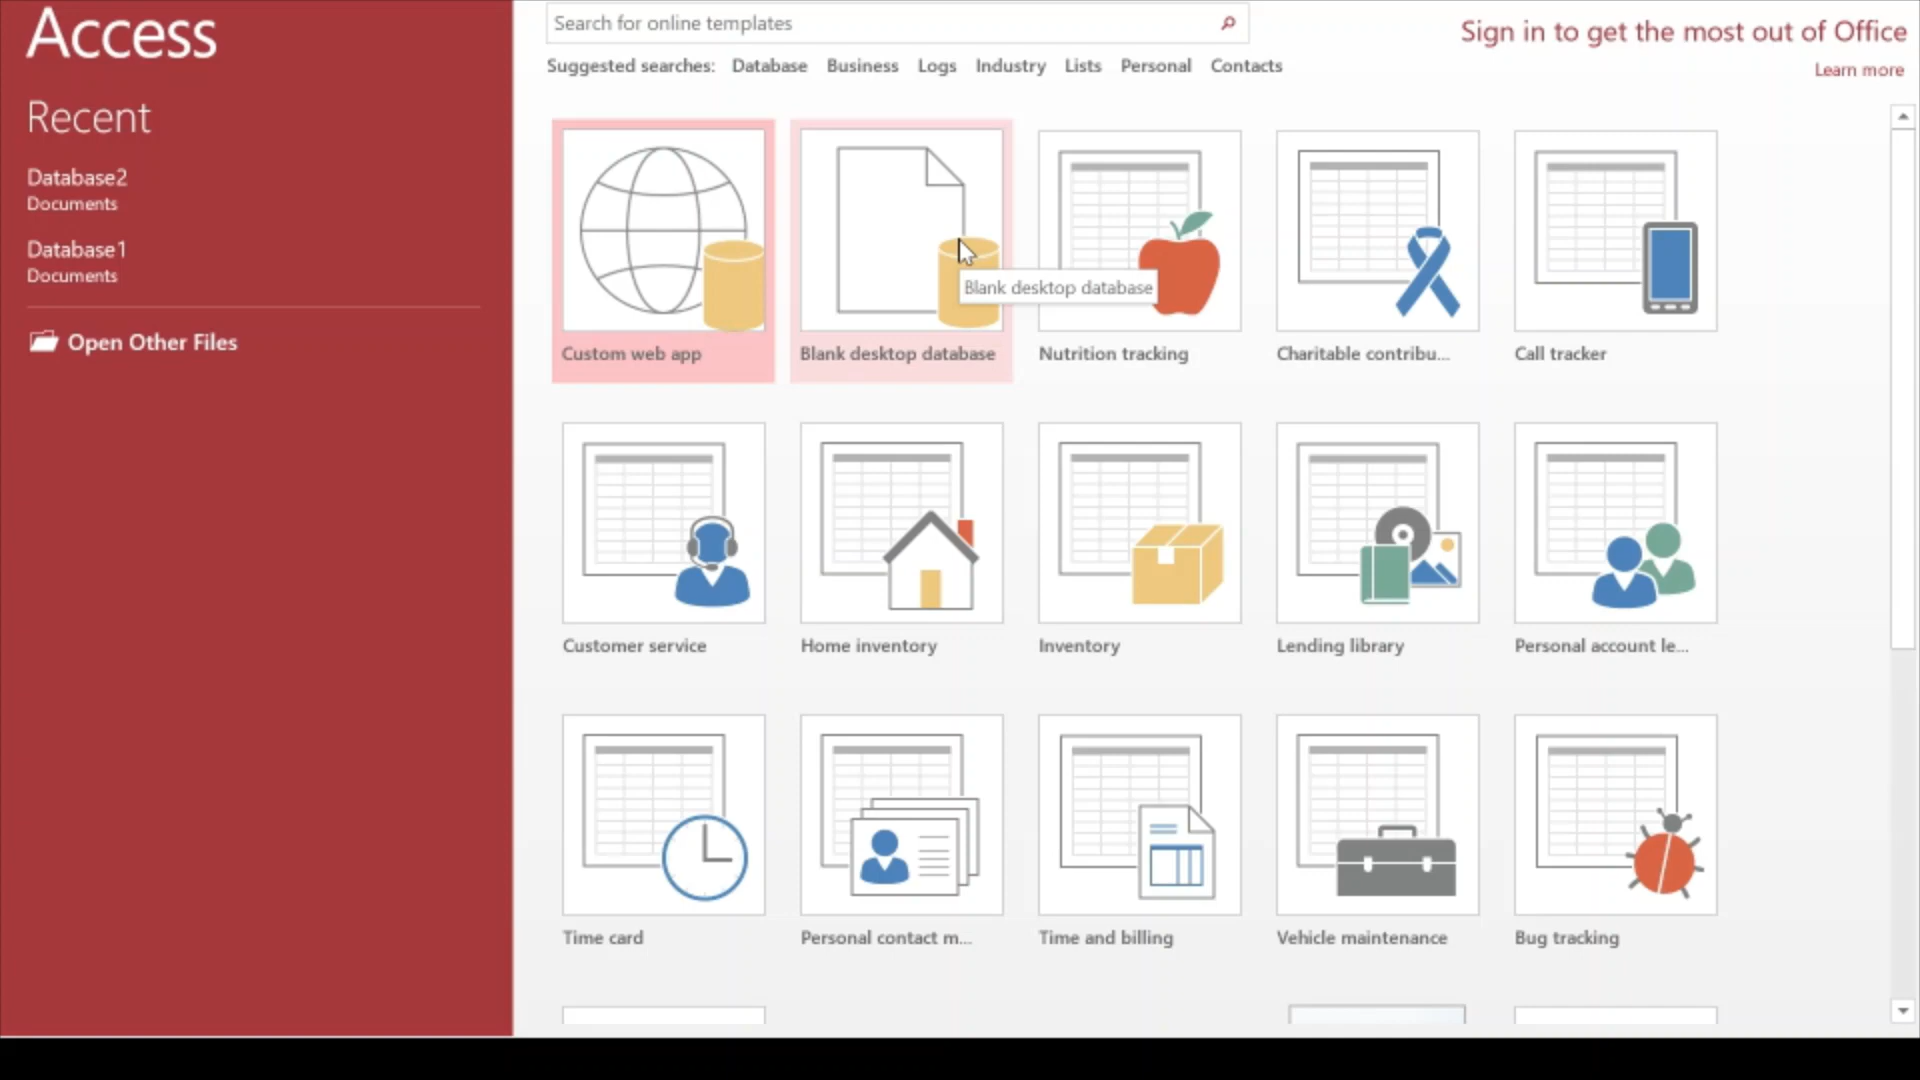 Access
Recent
Database2
Documents
Database1
Documents
Open Other Files
Search for online templates
Sign in to get the most out of Office
Learn more
Suggested searches: Database Business Logs Industry Lists Personal Contacts
Blank desktop database
Custom web app
Blank desktop database
Nutrition tracking
Charitable contribu...
Call tracker
Customer service
Home inventory
Inventory
Lending library
Personal account le...
Time card
Personal contact m...
Time and billing
Vehicle maintenance
Bug tracking